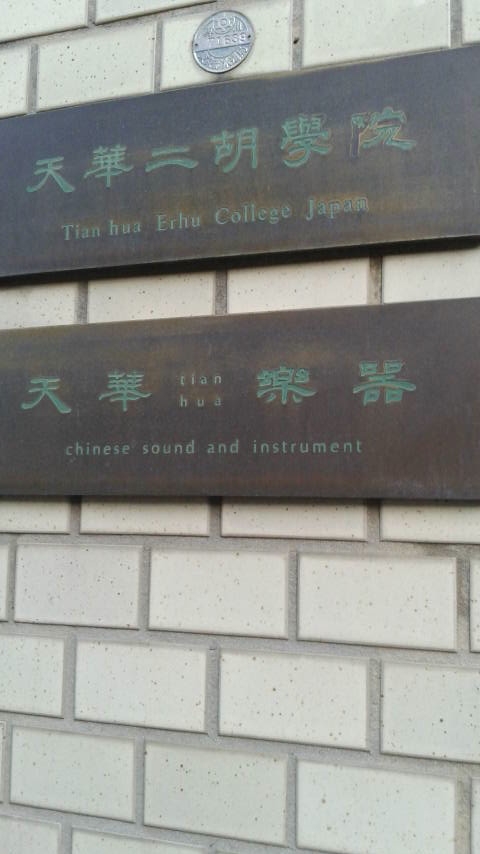 天華二胡學院
Tian hua Erhu College Japan
天華 tian hua 樂器
chinese sound and instrument